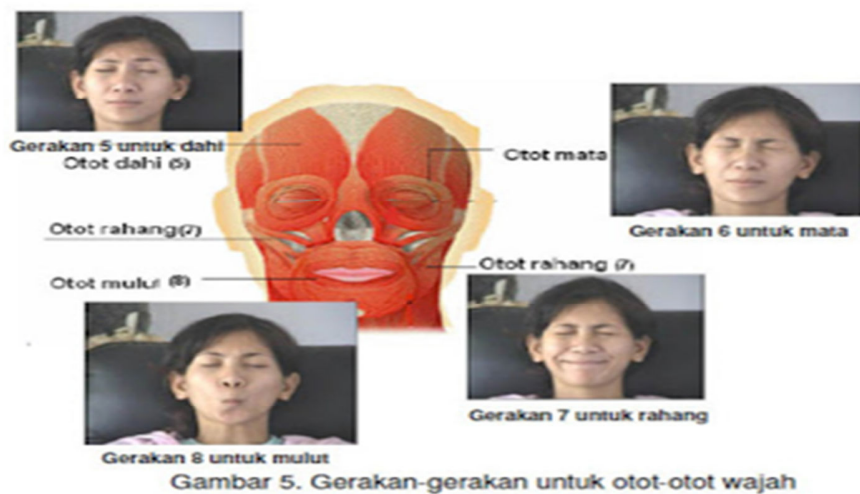 Gerakan 5 untuk dahi
Otot dahi (5)
Otot mata
Gerakan 6 untuk mata
Otot rahang(7)
Otot rahang (7)
Otot mulut (8)
Gerakan 7 untuk rahang
Gerakan 8 untuk mulut
Gambar 5. Gerakan-gerakan untuk otot-otot wajah